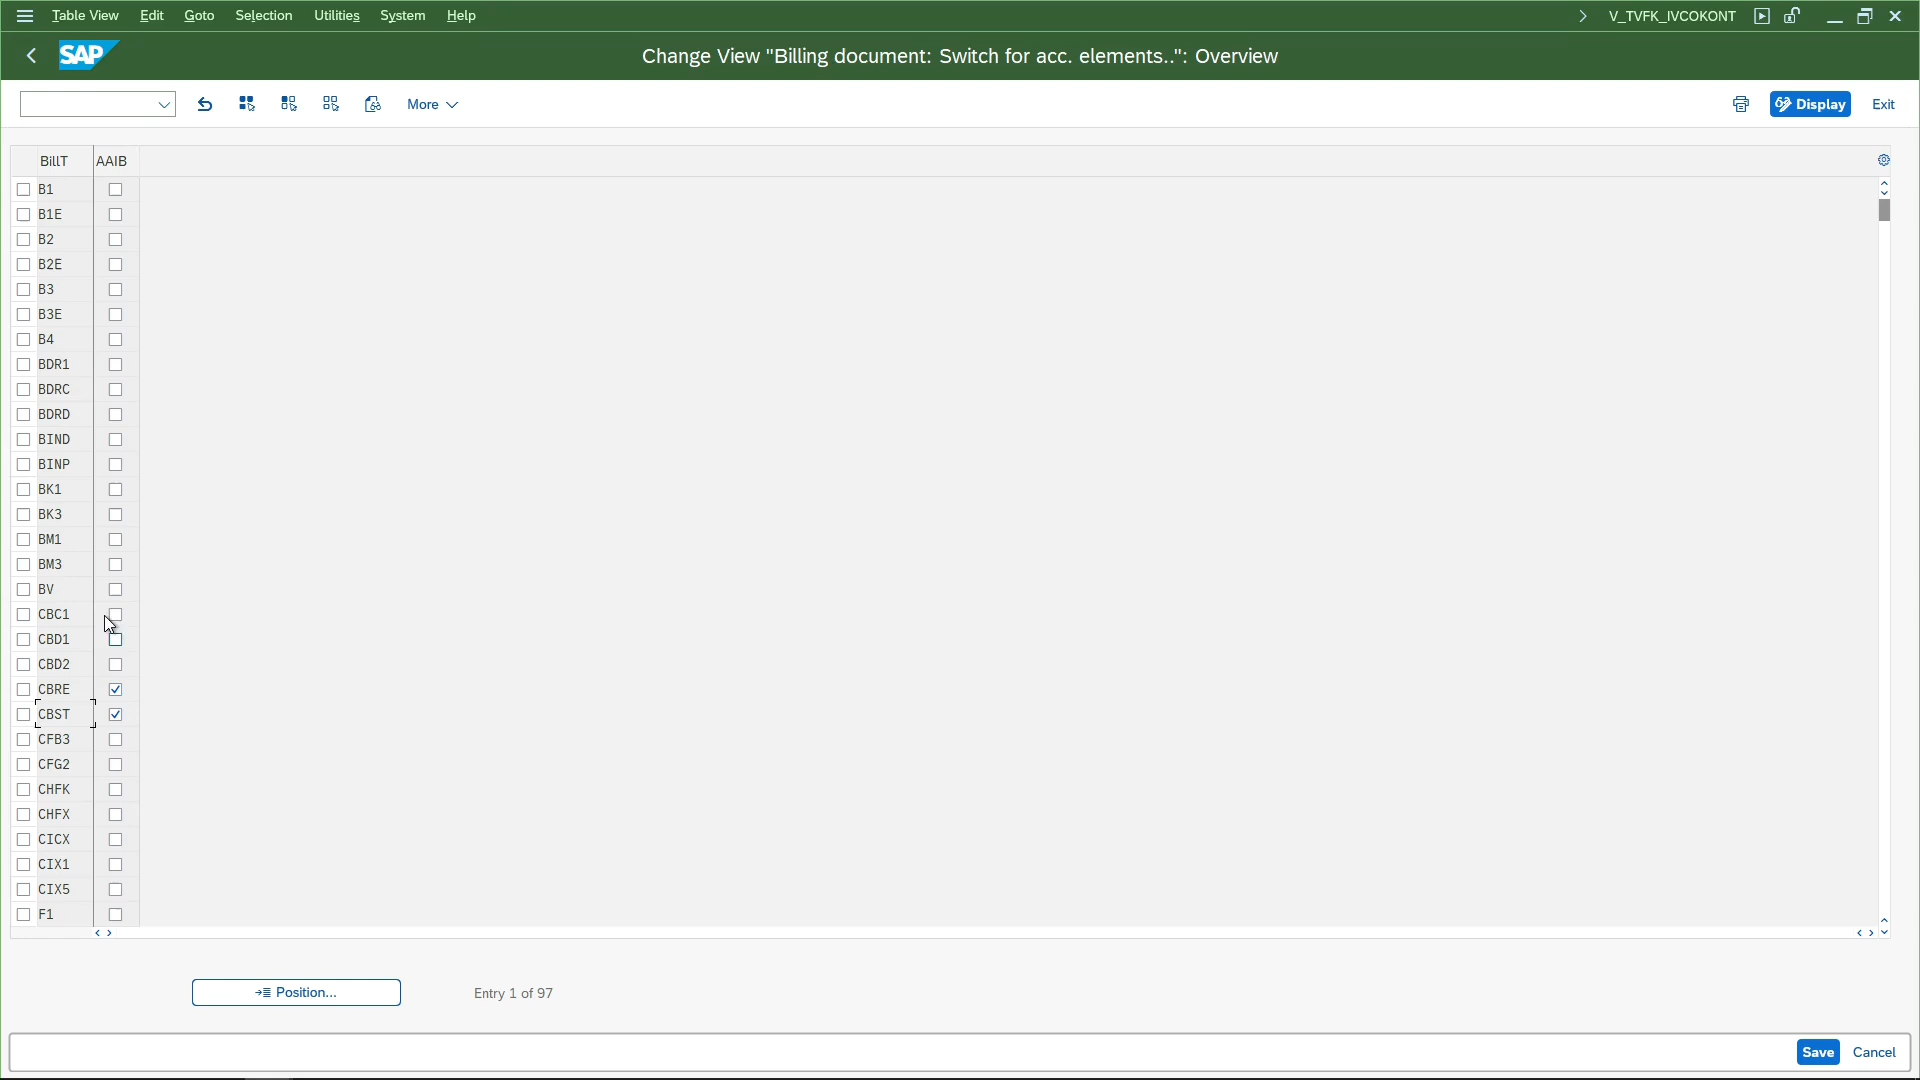 Table View Edit Goto Selection Utilities System Help V_TVFK_IVCOKONT
SAP Change View "Billing document: Switch for acc. elements..": Overview
More Display Exit
BillT AAIB
B1
B1E
B2
B2E
B3
B3E
B4
BDR1
BDRC
BDRD
BIND
BINP
BK1
BK3
BM1
BM3
BV
CBC1
CBD1
CBD2
CBRE
CBST
CFB3
CFG2
CHFK
CHFX
CICX
CIX1
CIX5
F1
Position... Entry 1 of 97
Save Cancel